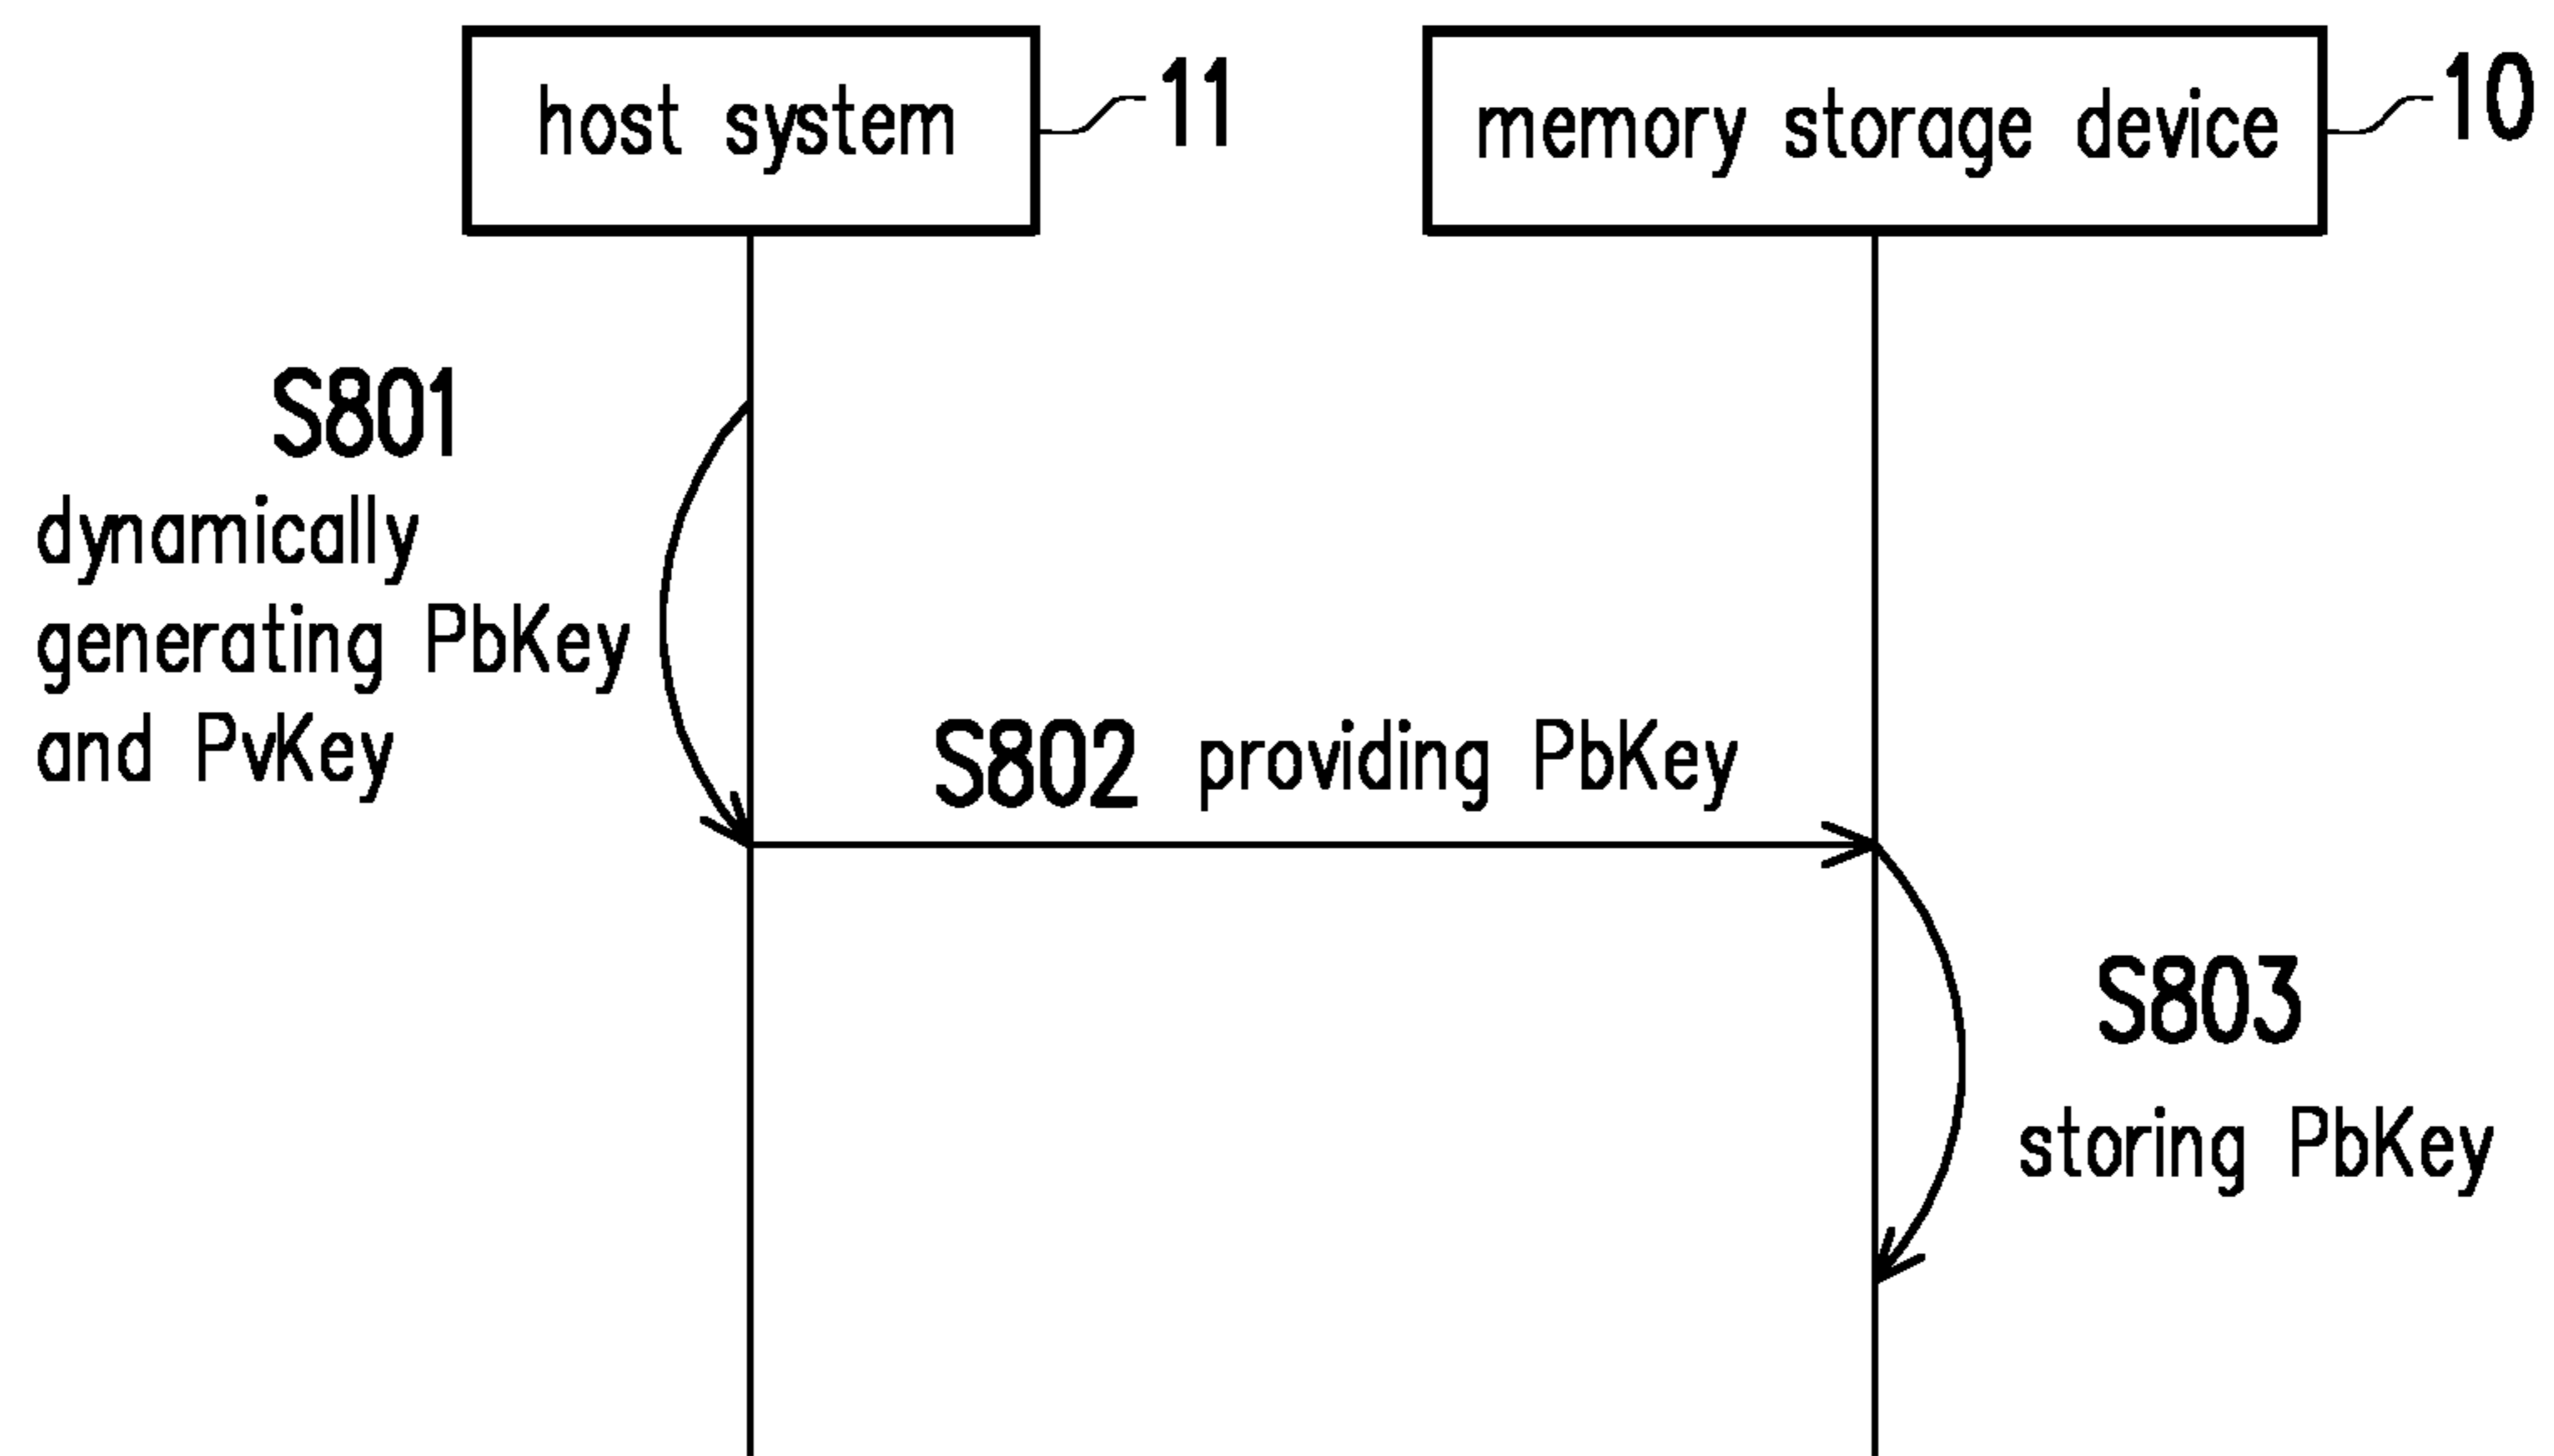 host system 11
memory storage device 10
S801
dynamically
generating PbKey
and PvKey
S802 providing PbKey
S803
storing PbKey